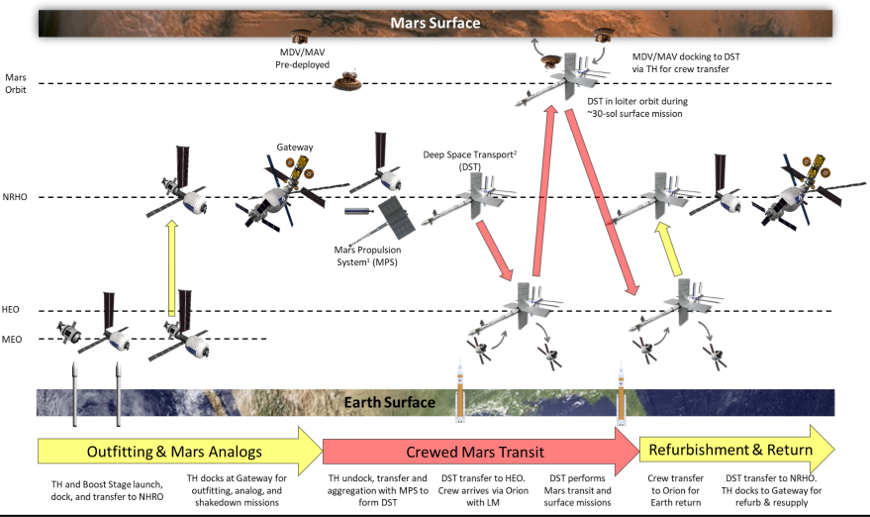 Mars Surface
MDV/MAV
Pre-deployed
MDV/MAV docking to DST
via TH for crew transfer
Mars
Orbit
DST in loiter orbit during
~30-sol surface mission
Gateway
Deep Space Transport²
(DST)
NRHO
Mars Propulsion
System¹ (MPS)
HEO
MEO
Earth Surface
Outfitting & Mars Analogs
Crewed Mars Transit
Refurbishment & Return
TH and Boost Stage launch,
dock, and transfer to NHRO
TH docks at Gateway for
outfitting, analog, and
shakedown missions
TH undock, transfer and
aggregation with MPS to
form DST
DST transfer to HEO.
Crew arrives via Orion
with LM
DST performs
Mars transit and
surface missions
Crew transfer
to Orion for
Earth return
DST transfer to NRHO.
TH docks to Gateway for
refurb & resupply